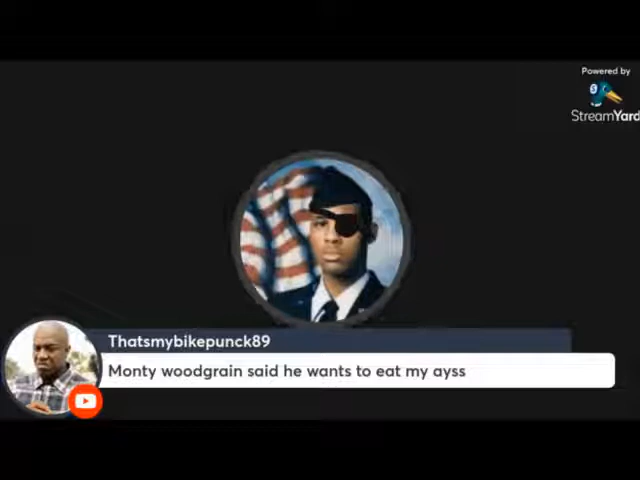 Powered by
StreamYard
Thatsmybikepunck89
Monty woodgrain said he wants to eat my ayss